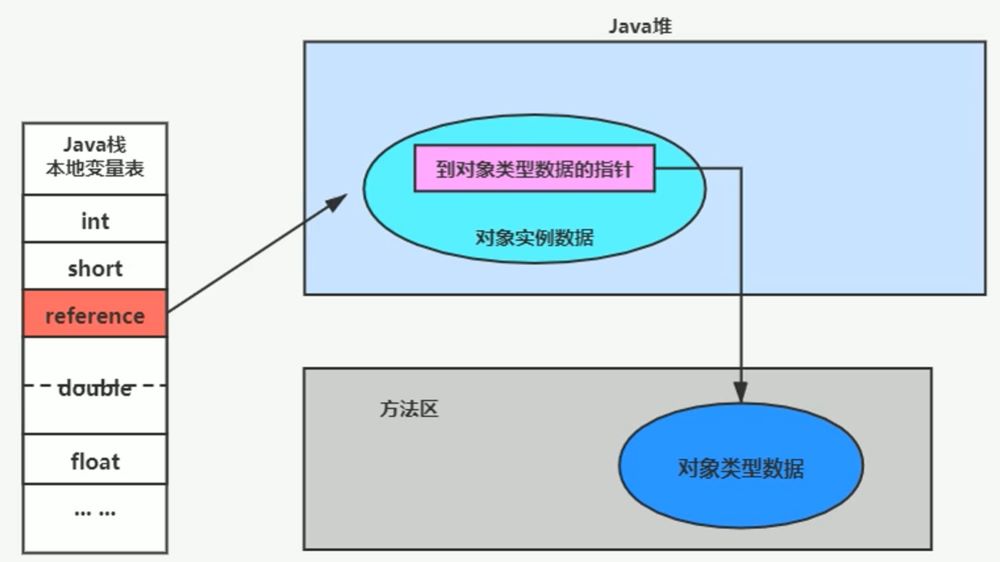 Java堆
Java栈
本地变量表
int
short
reference
double
float
... ...
到对象类型数据的指针
对象实例数据
方法区
对象类型数据